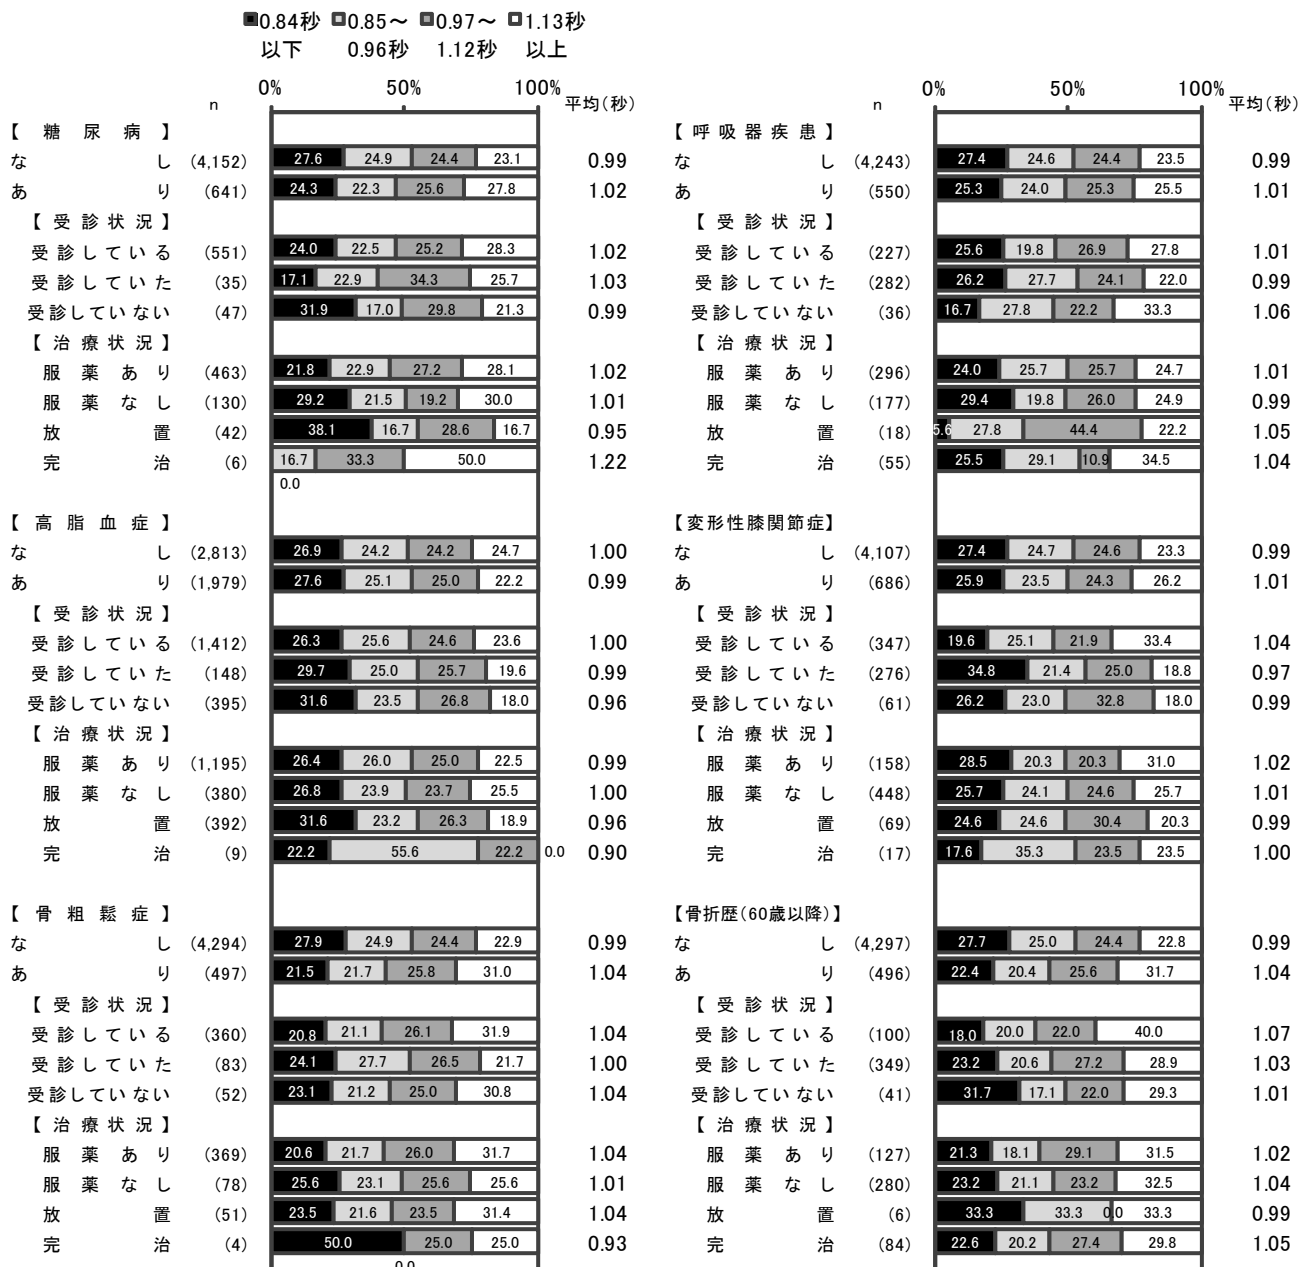 ■0.84秒以下 ■0.85～0.96秒 ■0.97～1.12秒 □1.13秒以上
n 0% 50% 100% 平均(秒)
【糖尿病】
なし (4,152) 27.6 24.9 24.4 23.1 0.99
あり (641) 24.3 22.3 25.6 27.8 1.02
【受診状況】
受診している (551) 24.0 22.5 25.2 28.3 1.02
受診していた (35) 17.1 22.9 34.3 25.7 1.03
受診していない (47) 31.9 17.0 29.8 21.3 0.99
【治療状況】
服薬あり (463) 21.8 22.9 27.2 28.1 1.02
服薬なし (130) 29.2 21.5 19.2 30.0 1.01
放置 (42) 38.1 16.7 28.6 16.7 0.95
完治 (6) 16.7 33.3 50.0 1.22
0.0
【高脂血症】
なし (2,813) 26.9 24.2 24.2 24.7 1.00
あり (1,979) 27.6 25.1 25.0 22.2 0.99
【受診状況】
受診している (1,412) 26.3 25.6 24.6 23.6 1.00
受診していた (148) 29.7 25.0 25.7 19.6 0.99
受診していない (395) 31.6 23.5 26.8 18.0 0.96
【治療状況】
服薬あり (1,195) 26.4 26.0 25.0 22.5 0.99
服薬なし (380) 26.8 23.9 23.7 25.5 1.00
放置 (392) 31.6 23.2 26.3 18.9 0.96
完治 (9) 22.2 55.6 22.2 0.0 0.90
【骨粗鬆症】
なし (4,294) 27.9 24.9 24.4 22.9 0.99
あり (497) 21.5 21.7 25.8 31.0 1.04
【受診状況】
受診している (360) 20.8 21.1 26.1 31.9 1.04
受診していた (83) 24.1 27.7 26.5 21.7 1.00
受診していない (52) 23.1 21.2 25.0 30.8 1.04
【治療状況】
服薬あり (369) 20.6 21.7 26.0 31.7 1.04
服薬なし (78) 25.6 23.1 25.6 25.6 1.01
放置 (51) 23.5 21.6 23.5 31.4 1.04
完治 (4) 50.0 25.0 25.0 0.93
0.0
n 0% 50% 100% 平均(秒)
【呼吸器疾患】
なし (4,243) 27.4 24.6 24.4 23.5 0.99
あり (550) 25.3 24.0 25.3 25.5 1.01
【受診状況】
受診している (227) 25.6 19.8 26.9 27.8 1.01
受診していた (282) 26.2 27.7 24.1 22.0 0.99
受診していない (36) 16.7 27.8 22.2 33.3 1.06
【治療状況】
服薬あり (296) 24.0 25.7 25.7 24.7 1.01
服薬なし (177) 29.4 19.8 26.0 24.9 0.99
放置 (18) 5.6 27.8 44.4 22.2 1.05
完治 (55) 25.5 29.1 10.9 34.5 1.04
【変形性膝関節症】
なし (4,107) 27.4 24.7 24.6 23.3 0.99
あり (686) 25.9 23.5 24.3 26.2 1.01
【受診状況】
受診している (347) 19.6 25.1 21.9 33.4 1.04
受診していた (276) 34.8 21.4 25.0 18.8 0.97
受診していない (61) 26.2 23.0 32.8 18.0 0.99
【治療状況】
服薬あり (158) 28.5 20.3 20.3 31.0 1.02
服薬なし (448) 25.7 24.1 24.6 25.7 1.01
放置 (69) 24.6 24.6 30.4 20.3 0.99
完治 (17) 17.6 35.3 23.5 23.5 1.00
【骨折歴(60歳以降)】
なし (4,297) 27.7 25.0 24.4 22.8 0.99
あり (496) 22.4 20.4 25.6 31.7 1.04
【受診状況】
受診している (100) 18.0 20.0 22.0 40.0 1.07
受診していた (349) 23.2 20.6 27.2 28.9 1.03
受診していない (41) 31.7 17.1 22.0 29.3 1.01
【治療状況】
服薬あり (127) 21.3 18.1 29.1 31.5 1.02
服薬なし (280) 23.2 21.1 23.2 32.5 1.04
放置 (6) 33.3 33.3 0.0 33.3 0.99
完治 (84) 22.6 20.2 27.4 29.8 1.05